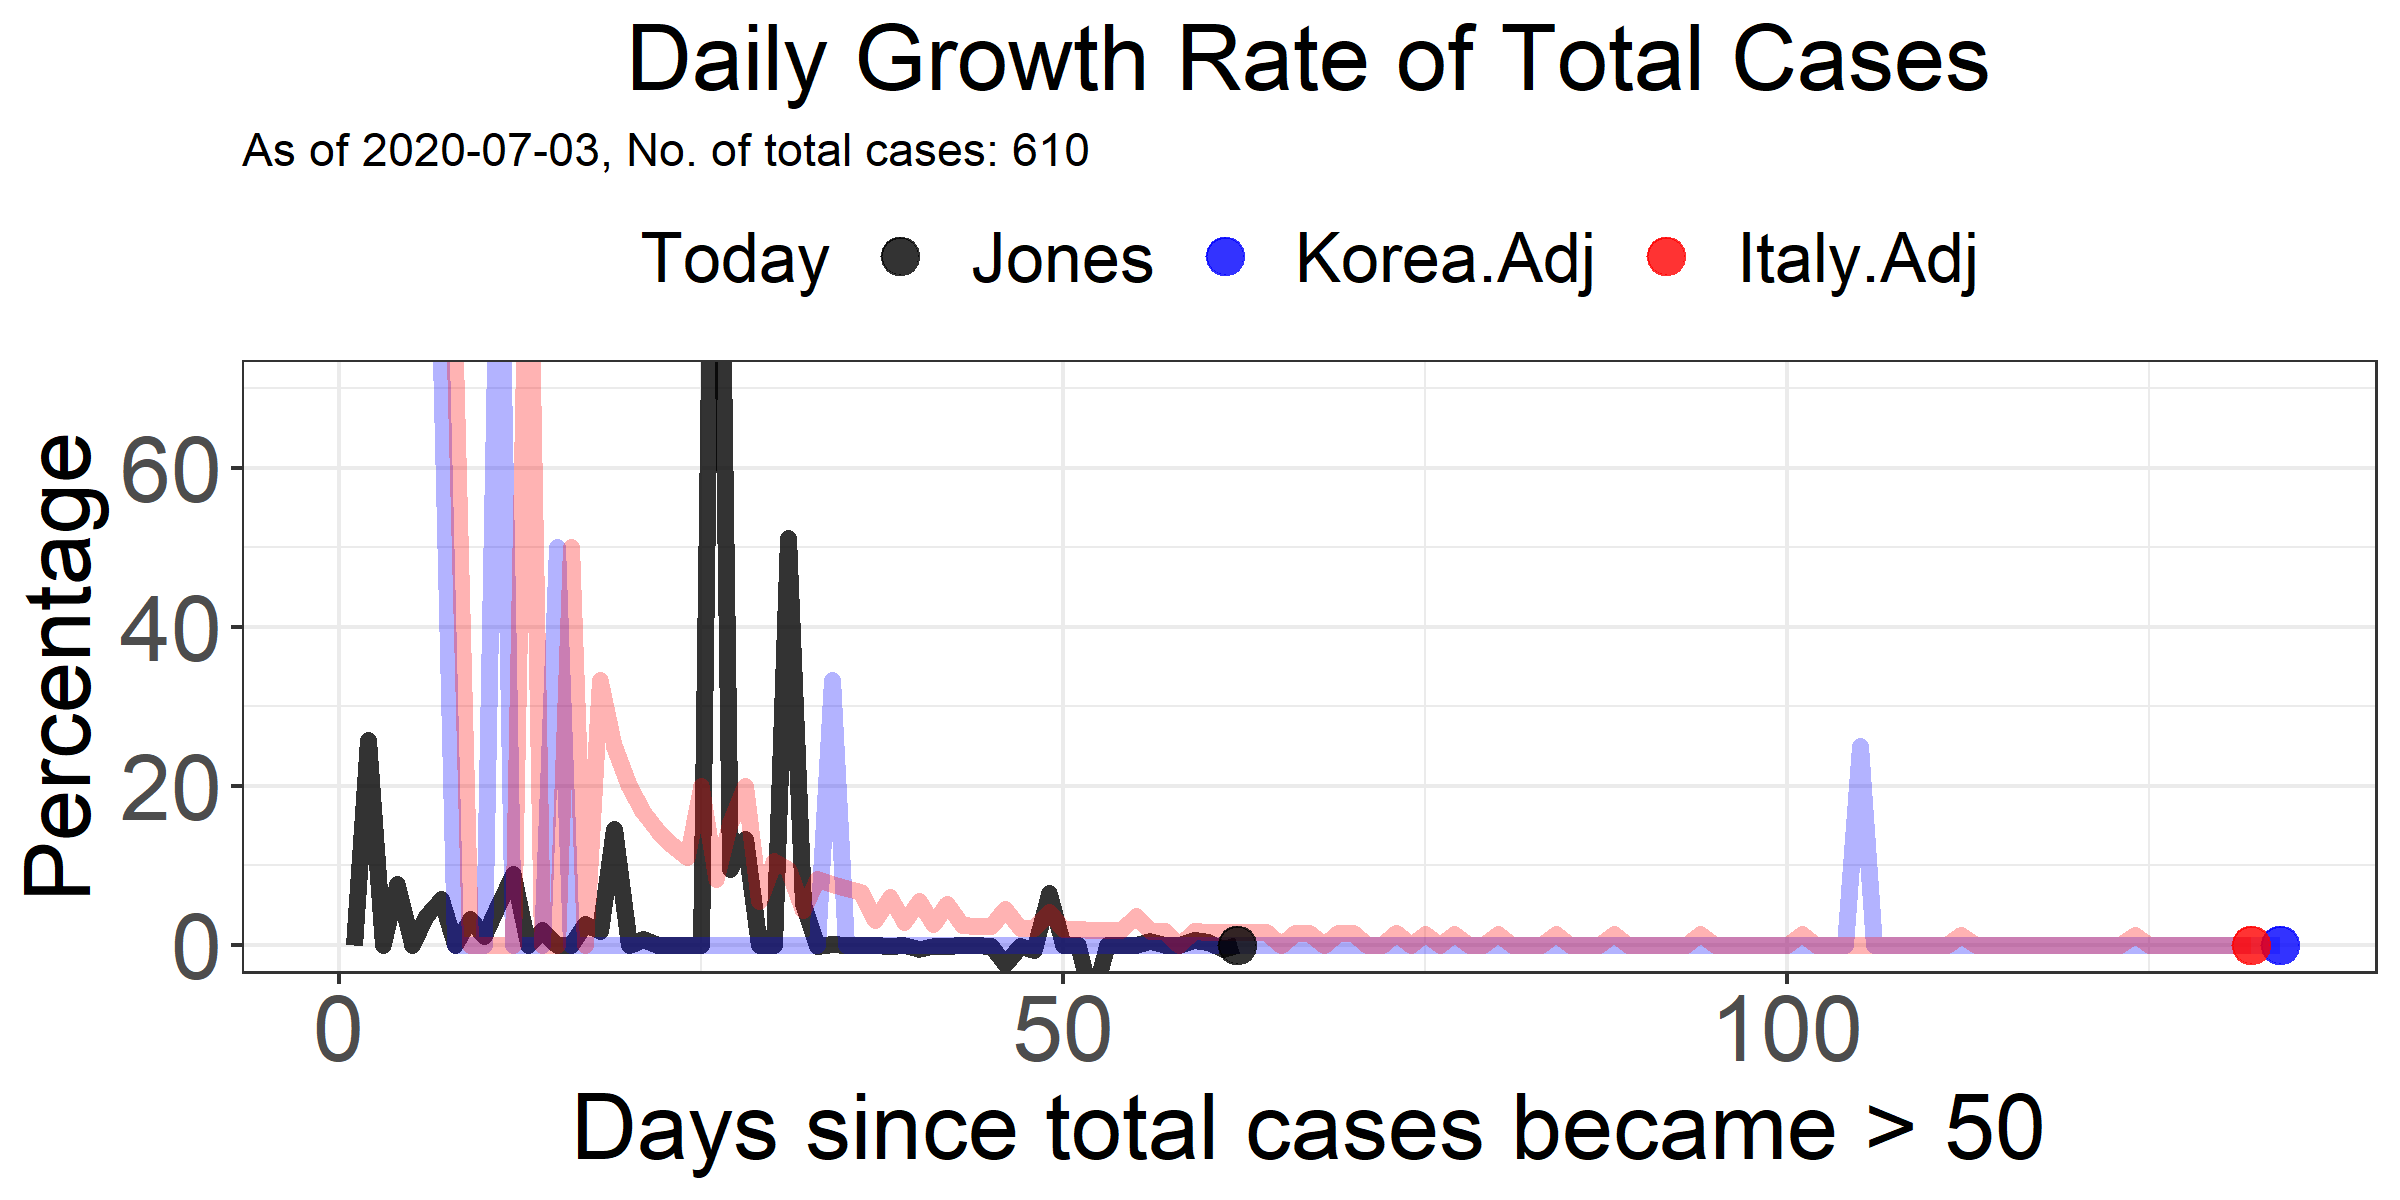 Daily Growth Rate of Total Cases
As of 2020-07-03, No. of total cases: 610
Today Jones Korea.Adj Italy.Adj
Percentage
60
40
20
0
0 50 100
Days since total cases became > 50